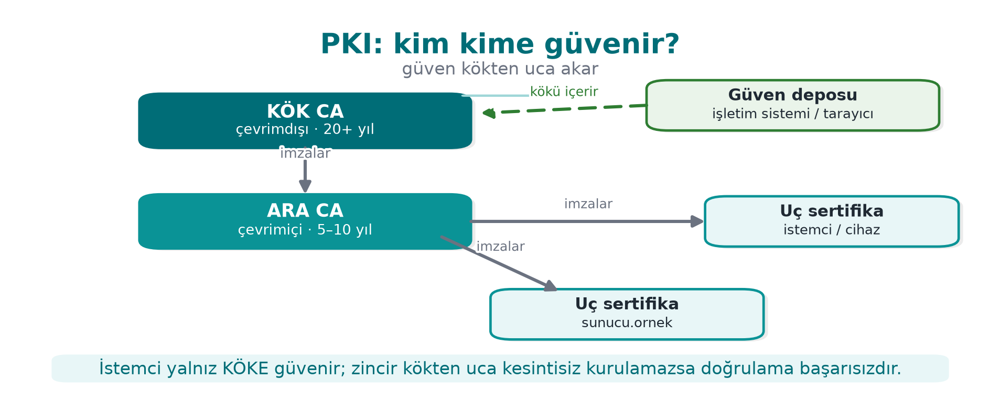 PKI: kim kime güvenir?
güven kökten uca akar
kökü içerir
Güven deposu
işletim sistemi / tarayıcı
KÖK CA
çevrimdışı · 20+ yıl
imzalar
ARA CA
çevrimiçi · 5–10 yıl
imzalar
Uç sertifika
istemci / cihaz
imzalar
Uç sertifika
sunucu.ornek
İstemci yalnız KÖKE güvenir; zincir kökten uca kesintisiz kurulamazsa doğrulama başarısızdır.